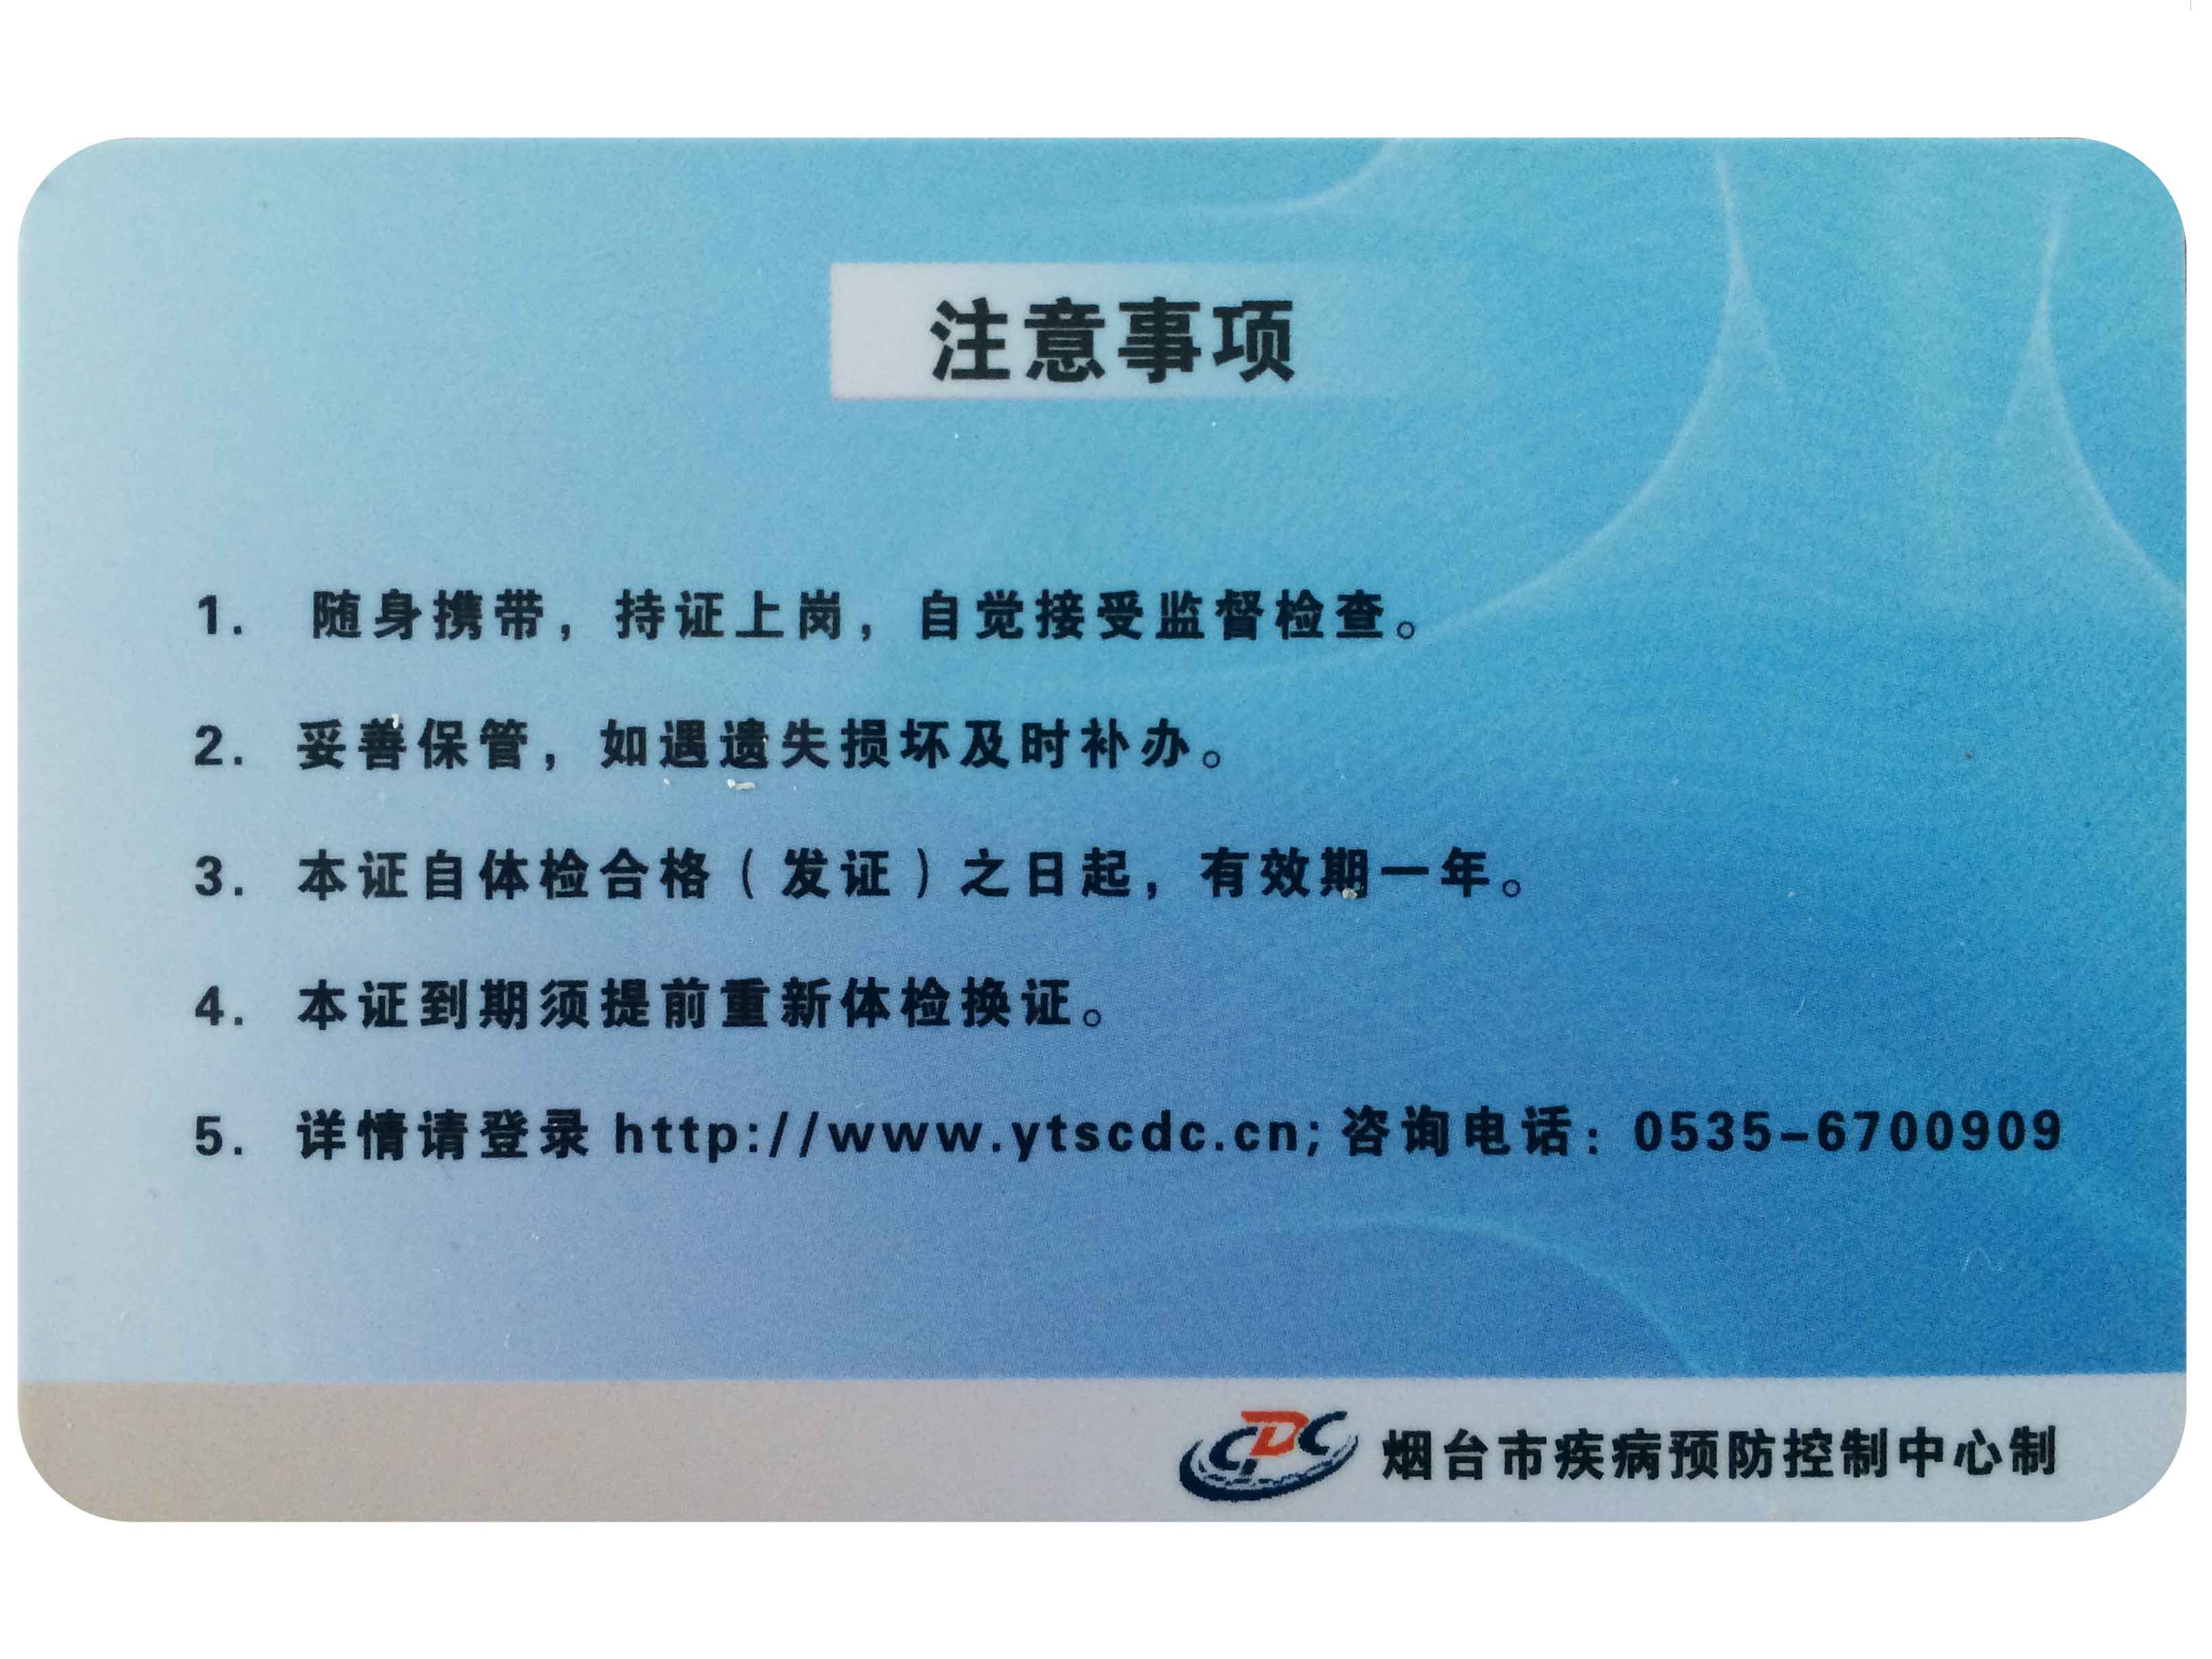 注意事项
1. 随身携带，持证上岗，自觉接受监督检查。
2. 妥善保管，如遇遗失损坏及时补办。
3. 本证自体检合格（发证）之日起，有效期一年。
4. 本证到期须提前重新体检换证。
5. 详情请登录http://www.ytscdc.cn;咨询电话：0535-6700909
CDC 烟台市疾病预防控制中心制